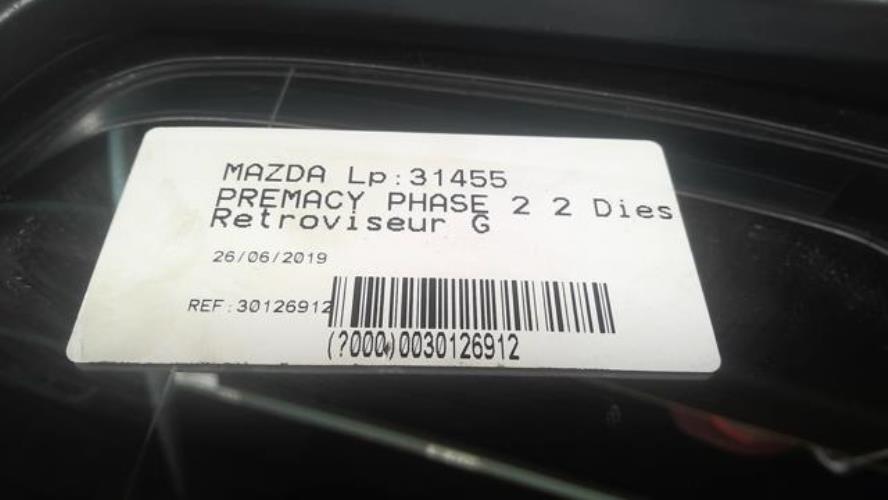 MAZDA Lp:31455
PREMACY PHASE 2 2 Dies
Retroviseur G
26/06/2019
REF:30126912
(?000)0030126912